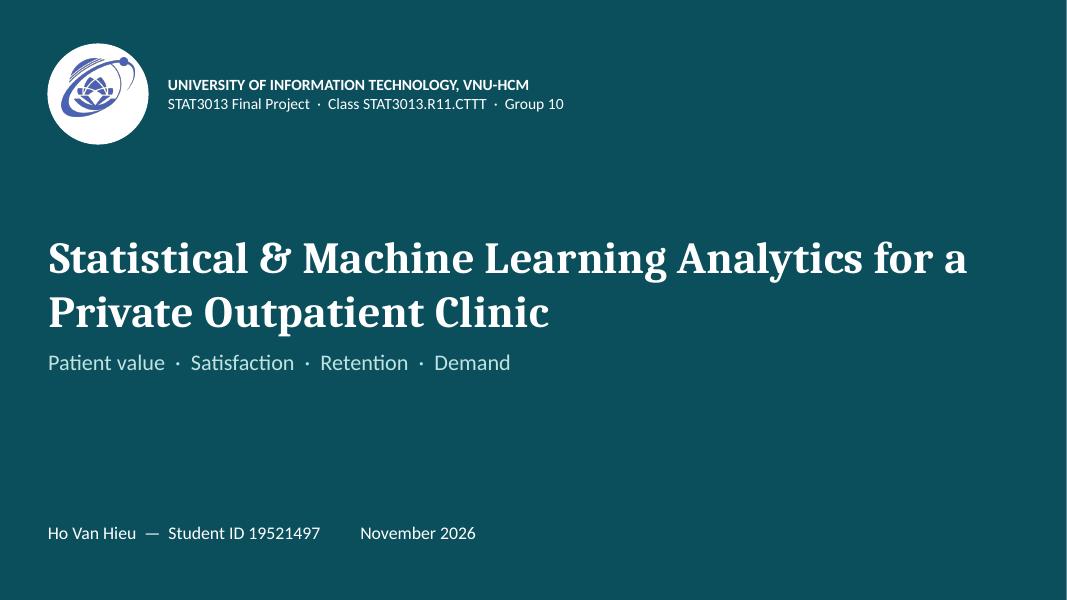 UNIVERSITY OF INFORMATION TECHNOLOGY, VNU-HCM
STAT3013 Final Project · Class STAT3013.R11.CTTT · Group 10
Statistical & Machine Learning Analytics for a
Private Outpatient Clinic
Patient value · Satisfaction · Retention · Demand
Ho Van Hieu — Student ID 19521497 November 2026